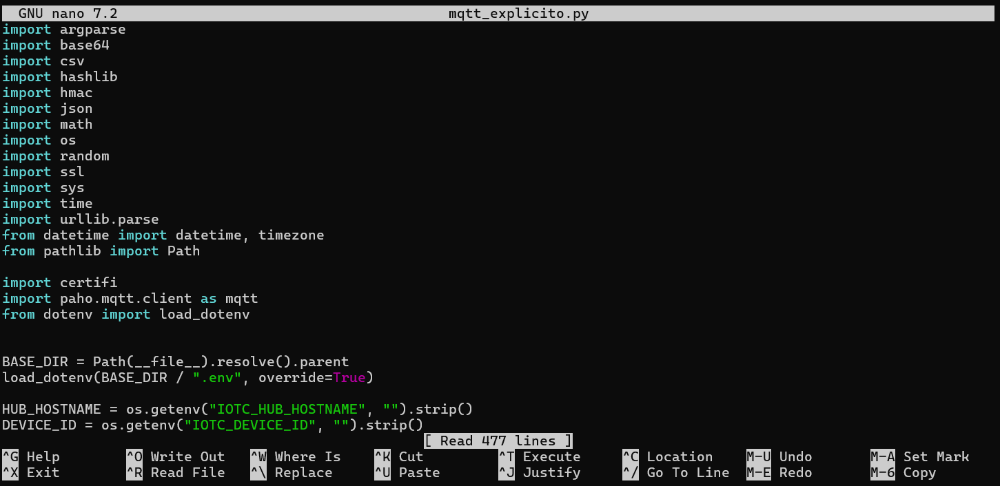 GNU nano 7.2 mqtt_explicito.py
import argparse
import base64
import csv
import hashlib
import hmac
import json
import math
import os
import random
import ssl
import sys
import time
import urllib.parse
from datetime import datetime, timezone
from pathlib import Path
import certifi
import paho.mqtt.client as mqtt
from dotenv import load_dotenv
BASE_DIR = Path(__file__).resolve().parent
load_dotenv(BASE_DIR / ".env", override=True)
HUB_HOSTNAME = os.getenv("IOTC_HUB_HOSTNAME", "").strip()
DEVICE_ID = os.getenv("IOTC_DEVICE_ID", "").strip()
[ Read 477 lines ]
^G Help ^O Write Out ^W Where Is ^K Cut ^T Execute ^C Location M-U Undo M-A Set Mark
^X Exit ^R Read File ^\ Replace ^U Paste ^J Justify ^/ Go To Line M-E Redo M-6 Copy